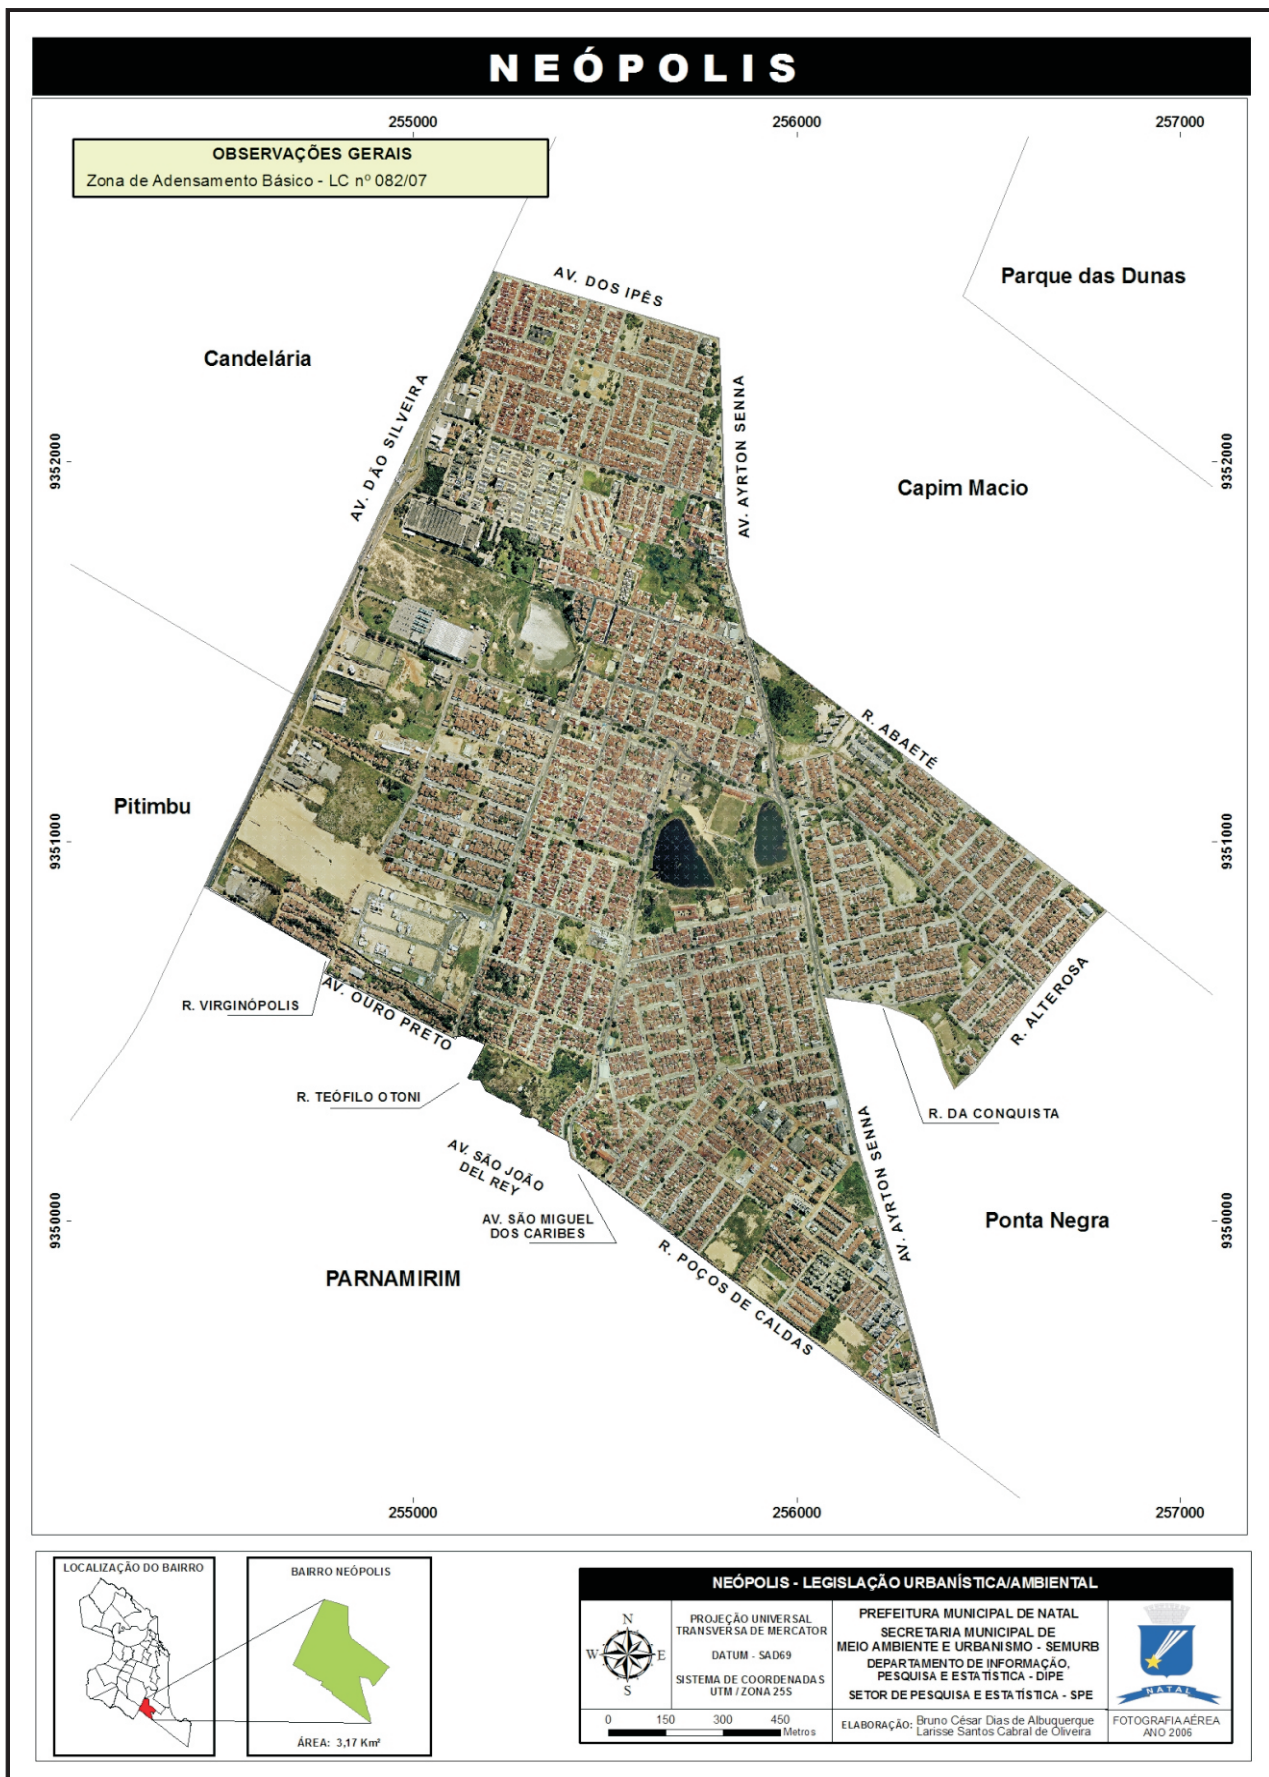 NEÓPOLIS
255000
256000
257000
OBSERVAÇÕES GERAIS
Zona de Adensamento Básico - LC nº 082/07
AV. DOS IPÊS
Parque das Dunas
Candelária
AV. DÃO SILVEIRA
AV. AYRTON SENNA
9352000
9352000
Capim Macio
R. ABAETÉ
Pitimbu
9351000
9351000
R. VIRGINÓPOLIS
AV. OURO PRETO
R. ALTEROSA
R. TEÓFILO OTONI
R. DA CONQUISTA
AV. SÃO JOÃO
DEL REY
AV. AYRTON SENNA
9350000
9350000
AV. SÃO MIGUEL
DOS CARIBES
Ponta Negra
R. POÇOS DE CALDAS
PARNAMIRIM
255000
256000
257000
LOCALIZAÇÃO DO BAIRRO
BAIRRO NEÓPOLIS
ÁREA: 3,17 Km²
NEÓPOLIS - LEGISLAÇÃO URBANÍSTICA/AMBIENTAL
N
W
E
S
PROJEÇÃO UNIVERSAL
TRANSVERSA DE MERCATOR
DATUM - SAD69
SISTEMA DE COORDENADAS
UTM / ZONA 25S
PREFEITURA MUNICIPAL DE NATAL
SECRETARIA MUNICIPAL DE
MEIO AMBIENTE E URBANISMO - SEMURB
DEPARTAMENTO DE INFORMAÇÃO,
PESQUISA E ESTATÍSTICA - DIPE
SETOR DE PESQUISA E ESTATÍSTICA - SPE
NATAL
0 150 300 450
Metros
ELABORAÇÃO: Bruno César Dias de Albuquerque
Larisse Santos Cabral de Oliveira
FOTOGRAFIA AÉREA
ANO 2006